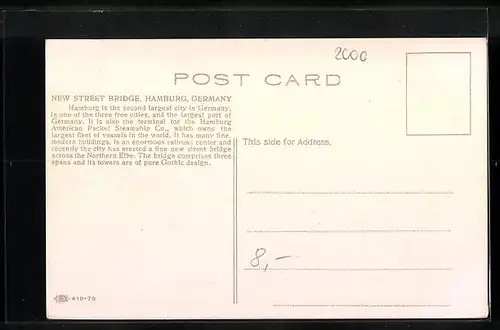 2000
POST CARD
NEW STREET BRIDGE, HAMBURG, GERMANY
Hamburg is the second largest city in Germany,
is one of the three free cities, and the largest port of
Germany. It is also the terminal for the Hamburg
American Packet Steamship Co., which owns the
largest fleet of vessels in the world. It has many fine,
modern buildings, is an enormous railroad center and
recently the city has erected a fine new street bridge
across the Northern Elbe. The bridge comprises three
spans and its towers are of pure Gothic design.
This side for Address.
8,-
410-70